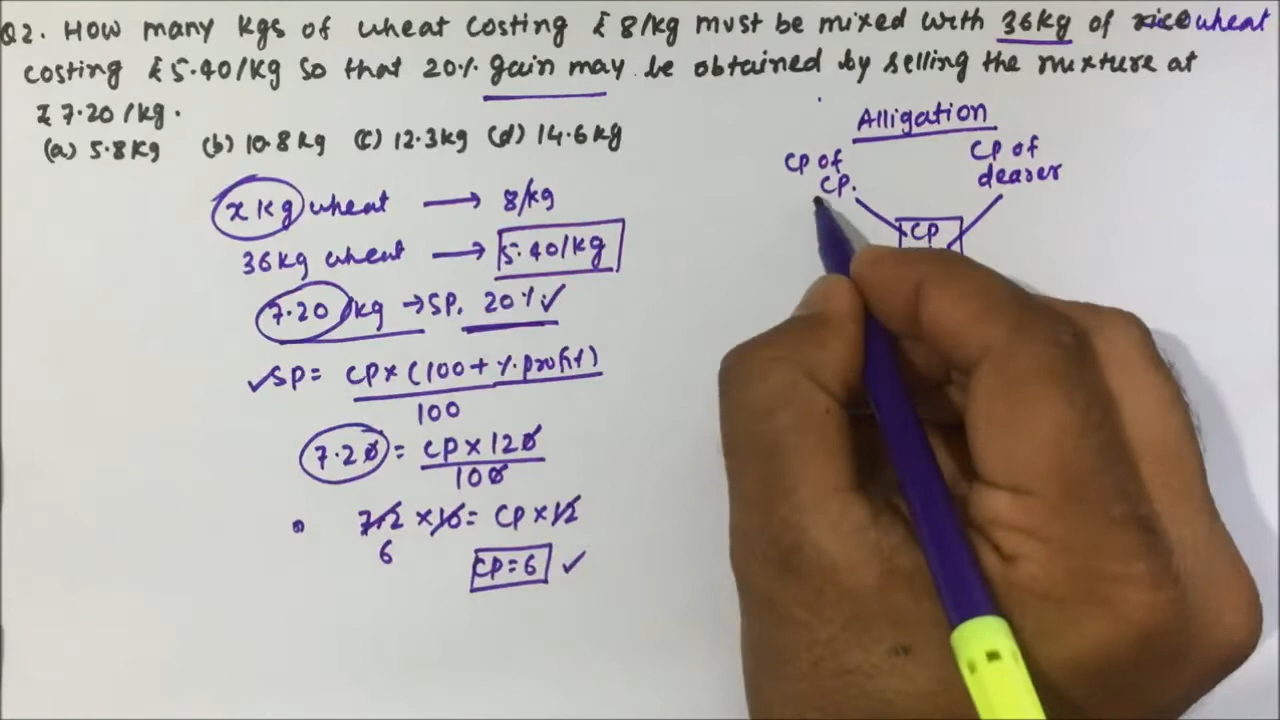 Q2. How many Kgs of wheat costing ₹ 8/kg must be mixed with 36kg of rice wheat
costing ₹ 5.40/kg so that 20% gain may be obtained by selling the mixture at
₹ 7.20/kg.
(a) 5.8kg (b) 10.8kg (c) 12.3kg (d) 14.6kg
x kg wheat → 8/kg
36kg wheat → 5.40/kg
7.20/kg → SP. 20% ✓
✓ SP = CP × (100 + %.profit)
100
7.20 = CP × 120
100
7.2 × 10 = CP × 12
6
CP = 6 ✓
Alligation
CP of
CP.
CP of
dearer
CP